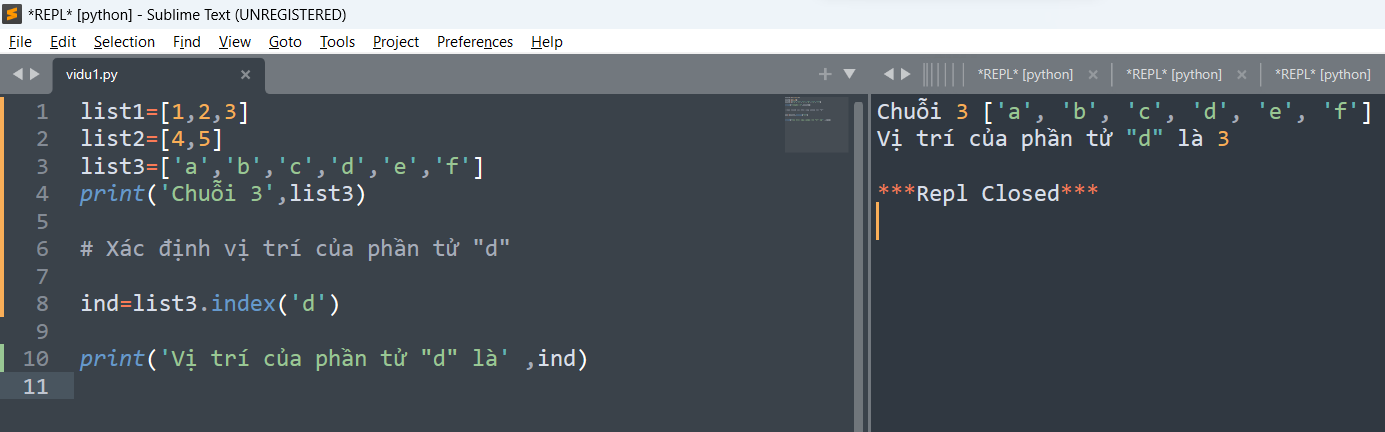 *REPL* [python] - Sublime Text (UNREGISTERED)
File Edit Selection Find View Goto Tools Project Preferences Help
vidu1.py
*REPL* [python] *REPL* [python] *REPL* [python]
1 list1=[1,2,3]
2 list2=[4,5]
3 list3=['a','b','c','d','e','f']
4 print('Chuỗi 3',list3)
5
6 # Xác định vị trí của phần tử "d"
7
8 ind=list3.index('d')
9
10 print('Vị trí của phần tử "d" là' ,ind)
11
Chuỗi 3 ['a', 'b', 'c', 'd', 'e', 'f']
Vị trí của phần tử "d" là 3
***Repl Closed***